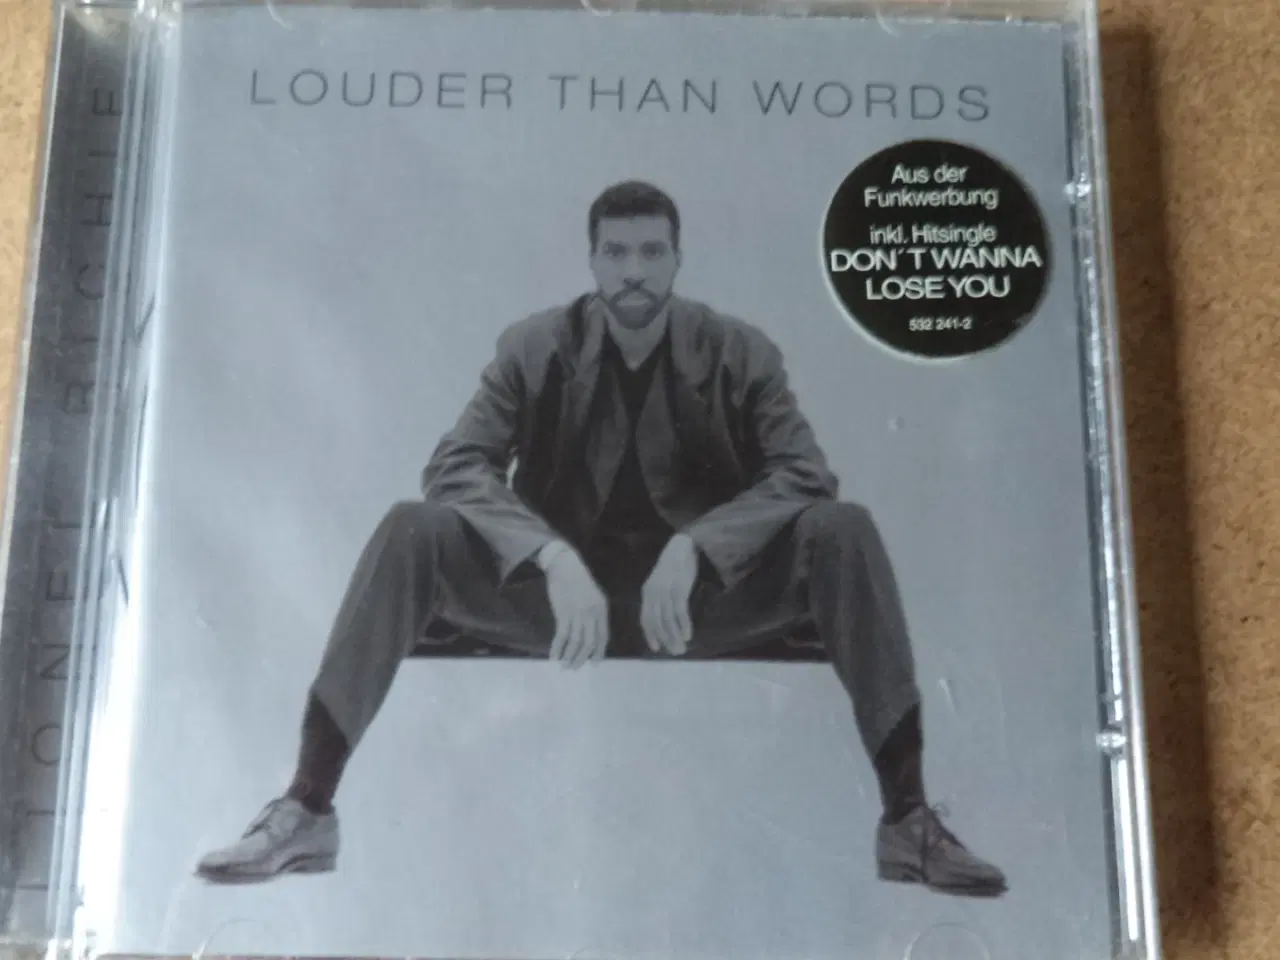 LOUDER THAN WORDS
Aus der
Funkwerbung
inkl. Hitsingle
DON´T WANNA
LOSE YOU
532 241-2
LIONEL RICHIE